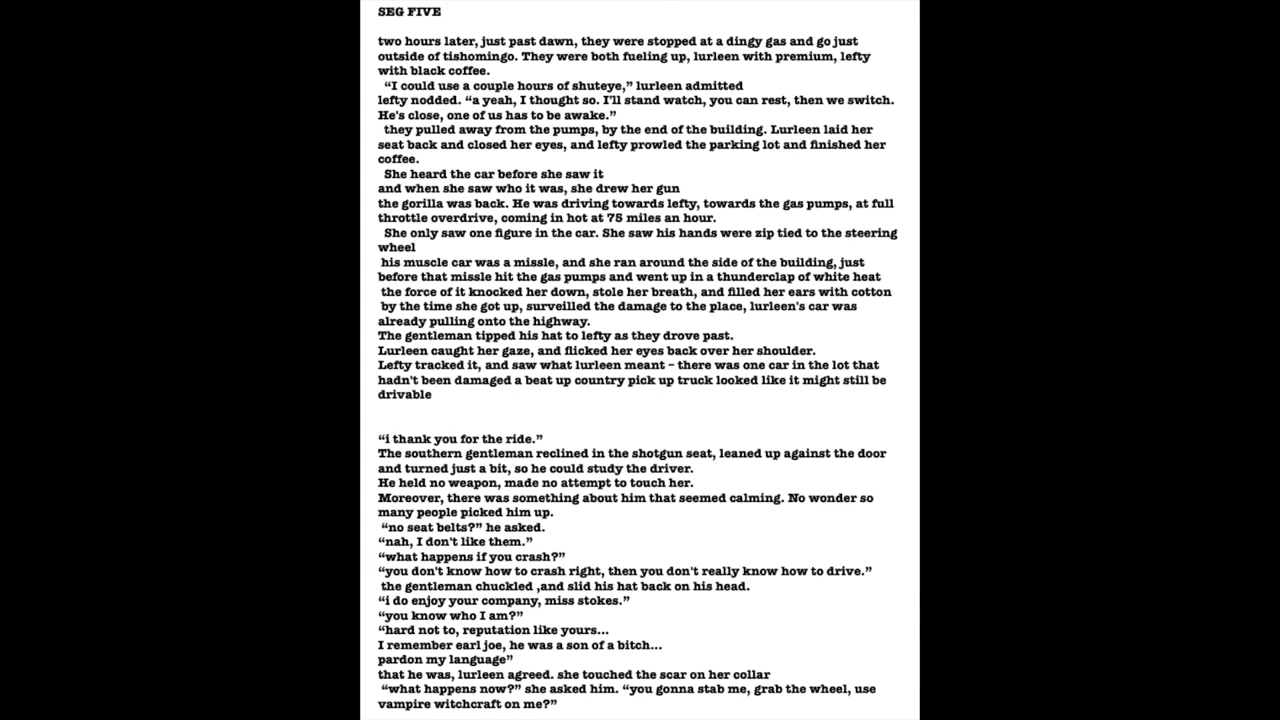 SEG FIVE
two hours later, just past dawn, they were stopped at a dingy gas and go just
outside of tishomingo. They were both fueling up, lurleen with premium, lefty
with black coffee.
“I could use a couple hours of shuteye,” lurleen admitted
lefty nodded. “a yeah, I thought so. I'll stand watch, you can rest, then we switch.
He's close, one of us has to be awake.”
they pulled away from the pumps, by the end of the building. Lurleen laid her
seat back and closed her eyes, and lefty prowled the parking lot and finished her
coffee.
She heard the car before she saw it
and when she saw who it was, she drew her gun
the gorilla was back. He was driving towards lefty, towards the gas pumps, at full
throttle overdrive, coming in hot at 75 miles an hour.
She only saw one figure in the car. She saw his hands were zip tied to the steering
wheel
his muscle car was a missle, and she ran around the side of the building, just
before that missle hit the gas pumps and went up in a thunderclap of white heat
the force of it knocked her down, stole her breath, and filled her ears with cotton
by the time she got up, surveilled the damage to the place, lurleen's car was
already pulling onto the highway.
The gentleman tipped his hat to lefty as they drove past.
Lurleen caught her gaze, and flicked her eyes back over her shoulder.
Lefty tracked it, and saw what lurleen meant – there was one car in the lot that
hadn't been damaged a beat up country pick up truck looked like it might still be
drivable
“i thank you for the ride.”
The southern gentleman reclined in the shotgun seat, leaned up against the door
and turned just a bit, so he could study the driver.
He held no weapon, made no attempt to touch her.
Moreover, there was something about him that seemed calming. No wonder so
many people picked him up.
“no seat belts?” he asked.
“nah, I don't like them.”
“what happens if you crash?”
“you don't know how to crash right, then you don't really know how to drive.”
the gentleman chuckled ,and slid his hat back on his head.
“i do enjoy your company, miss stokes.”
“you know who I am?”
“hard not to, reputation like yours...
I remember earl joe, he was a son of a bitch...
pardon my language”
that he was, lurleen agreed. she touched the scar on her collar
“what happens now?” she asked him. “you gonna stab me, grab the wheel, use
vampire witchcraft on me?”